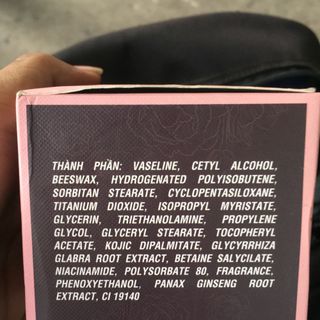 THÀNH PHẦN: VASELINE, CETYL ALCOHOL,
BEESWAX, HYDROGENATED POLYISOBUTENE,
SORBITAN STEARATE, CYCLOPENTASILOXANE,
TITANIUM DIOXIDE, ISOPROPYL MYRISTATE,
GLYCERIN, TRIETHANOLAMINE, PROPYLENE
GLYCOL, GLYCERYL STEARATE, TOCOPHERYL
ACETATE, KOJIC DIPALMITATE, GLYCYRRHIZA
GLABRA ROOT EXTRACT, BETAINE SALYCILATE,
NIACINAMIDE, POLYSORBATE 80, FRAGRANCE,
PHENOXYETHANOL, PANAX GINSENG ROOT
EXTRACT, CI 19140